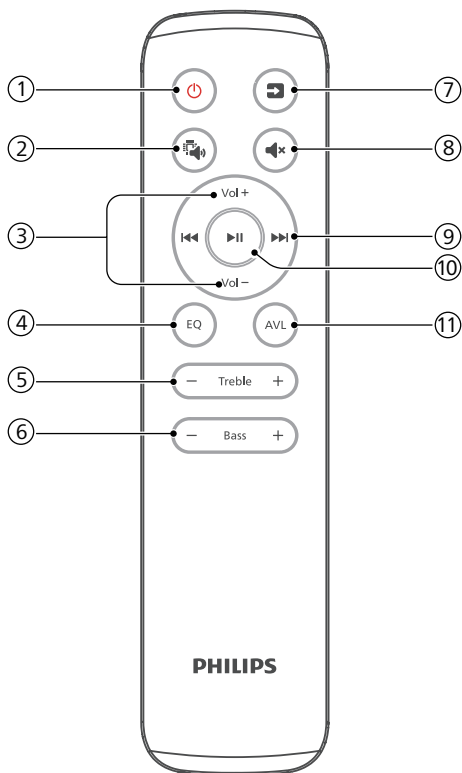 1
7
2
8
Vol +
3
9
10
Vol −
4
EQ
AVL
11
5
− Treble +
6
− Bass +
PHILIPS